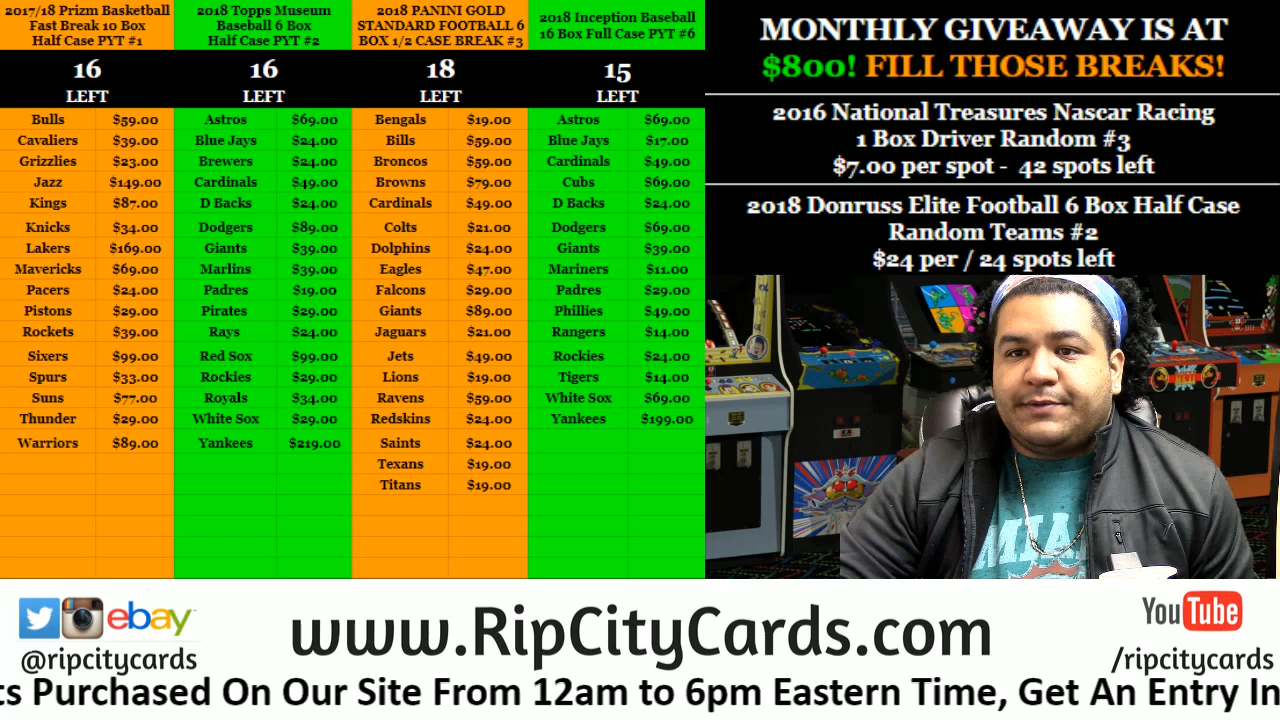 2017/18 Prizm Basketball
Fast Break 10 Box
Half Case PYT #1
16
LEFT
Bulls $59.00
Cavaliers $39.00
Grizzlies $23.00
Jazz $149.00
Kings $87.00
Knicks $34.00
Lakers $169.00
Mavericks $69.00
Pacers $24.00
Pistons $29.00
Rockets $39.00
Sixers $99.00
Spurs $33.00
Suns $77.00
Thunder $29.00
Warriors $89.00
2018 Topps Museum
Baseball 6 Box
Half Case PYT #2
16
LEFT
Astros $69.00
Blue Jays $24.00
Brewers $24.00
Cardinals $49.00
D Backs $24.00
Dodgers $89.00
Giants $39.00
Marlins $39.00
Padres $19.00
Pirates $29.00
Rays $24.00
Red Sox $99.00
Rockies $29.00
Royals $34.00
White Sox $29.00
Yankees $219.00
2018 PANINI GOLD
STANDARD FOOTBALL 6
BOX 1/2 CASE BREAK #3
18
LEFT
Bengals $19.00
Bills $59.00
Broncos $59.00
Browns $79.00
Cardinals $49.00
Colts $21.00
Dolphins $24.00
Eagles $47.00
Falcons $29.00
Giants $89.00
Jaguars $21.00
Jets $49.00
Lions $19.00
Ravens $59.00
Redskins $24.00
Saints $24.00
Texans $19.00
Titans $19.00
2018 Inception Baseball
16 Box Full Case PYT #6
15
LEFT
Astros $69.00
Blue Jays $17.00
Cardinals $49.00
Cubs $69.00
D Backs $24.00
Dodgers $69.00
Giants $39.00
Mariners $11.00
Padres $29.00
Phillies $49.00
Rangers $14.00
Rockies $24.00
Tigers $14.00
White Sox $69.00
Yankees $199.00
MONTHLY GIVEAWAY IS AT
$800! FILL THOSE BREAKS!
2016 National Treasures Nascar Racing
1 Box Driver Random #3
$7.00 per spot - 42 spots left
2018 Donruss Elite Football 6 Box Half Case
Random Teams #2
$24 per / 24 spots left
MIA
ebay
@ripcitycards
www.RipCityCards.com
YouTube
/ripcitycards
ts Purchased On Our Site From 12am to 6pm Eastern Time, Get An Entry In